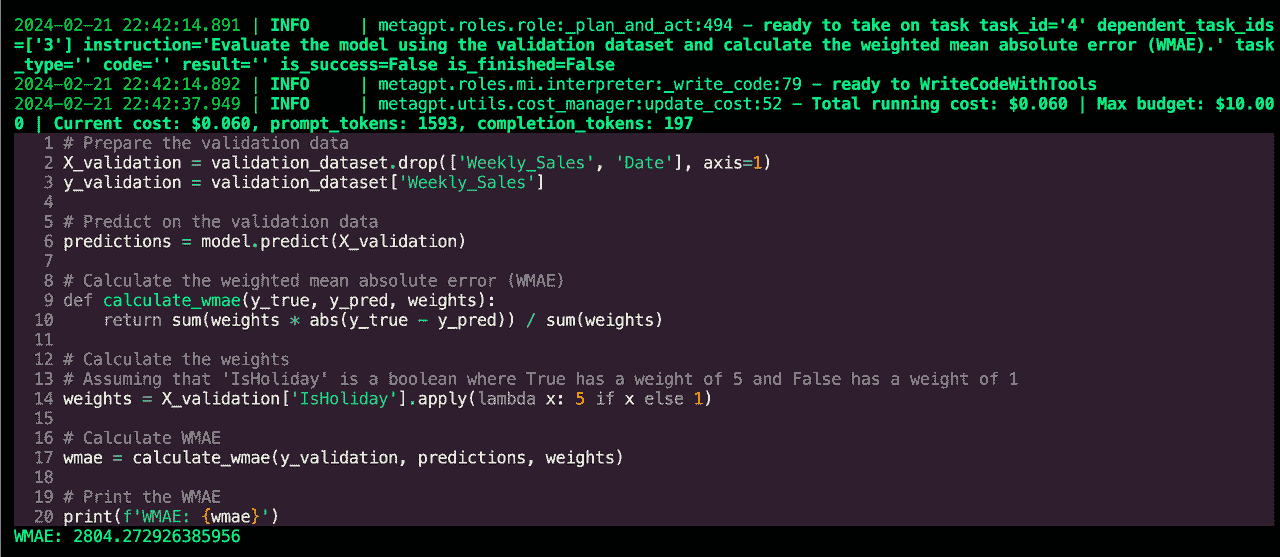 2024-02-21 22:42:14.891 | INFO     | metagpt.roles.role:_plan_and_act:494 - ready to take on task task_id='4' dependent_task_ids
=['3'] instruction='Evaluate the model using the validation dataset and calculate the weighted mean absolute error (WMAE).' task
_type='' code='' result='' is_success=False is_finished=False
2024-02-21 22:42:14.892 | INFO     | metagpt.roles.mi.interpreter:_write_code:79 - ready to WriteCodeWithTools
2024-02-21 22:42:37.949 | INFO     | metagpt.utils.cost_manager:update_cost:52 - Total running cost: $0.060 | Max budget: $10.00
0 | Current cost: $0.060, prompt_tokens: 1593, completion_tokens: 197
1 # Prepare the validation data
2 X_validation = validation_dataset.drop(['Weekly_Sales', 'Date'], axis=1)
3 y_validation = validation_dataset['Weekly_Sales']
4
5 # Predict on the validation data
6 predictions = model.predict(X_validation)
7
8 # Calculate the weighted mean absolute error (WMAE)
9 def calculate_wmae(y_true, y_pred, weights):
10     return sum(weights * abs(y_true - y_pred)) / sum(weights)
11
12 # Calculate the weights
13 # Assuming that 'IsHoliday' is a boolean where True has a weight of 5 and False has a weight of 1
14 weights = X_validation['IsHoliday'].apply(lambda x: 5 if x else 1)
15
16 # Calculate WMAE
17 wmae = calculate_wmae(y_validation, predictions, weights)
18
19 # Print the WMAE
20 print(f'WMAE: {wmae}')
WMAE: 2804.272926385956